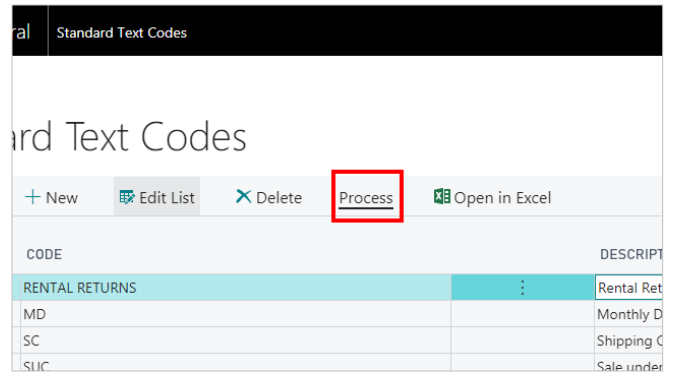 ral Standard Text Codes
ard Text Codes
New Edit List Delete Process Open in Excel
CODE DESCRIPT
RENTAL RETURNS Rental Ret
MD Monthly D
SC Shipping C
SUC Sale under